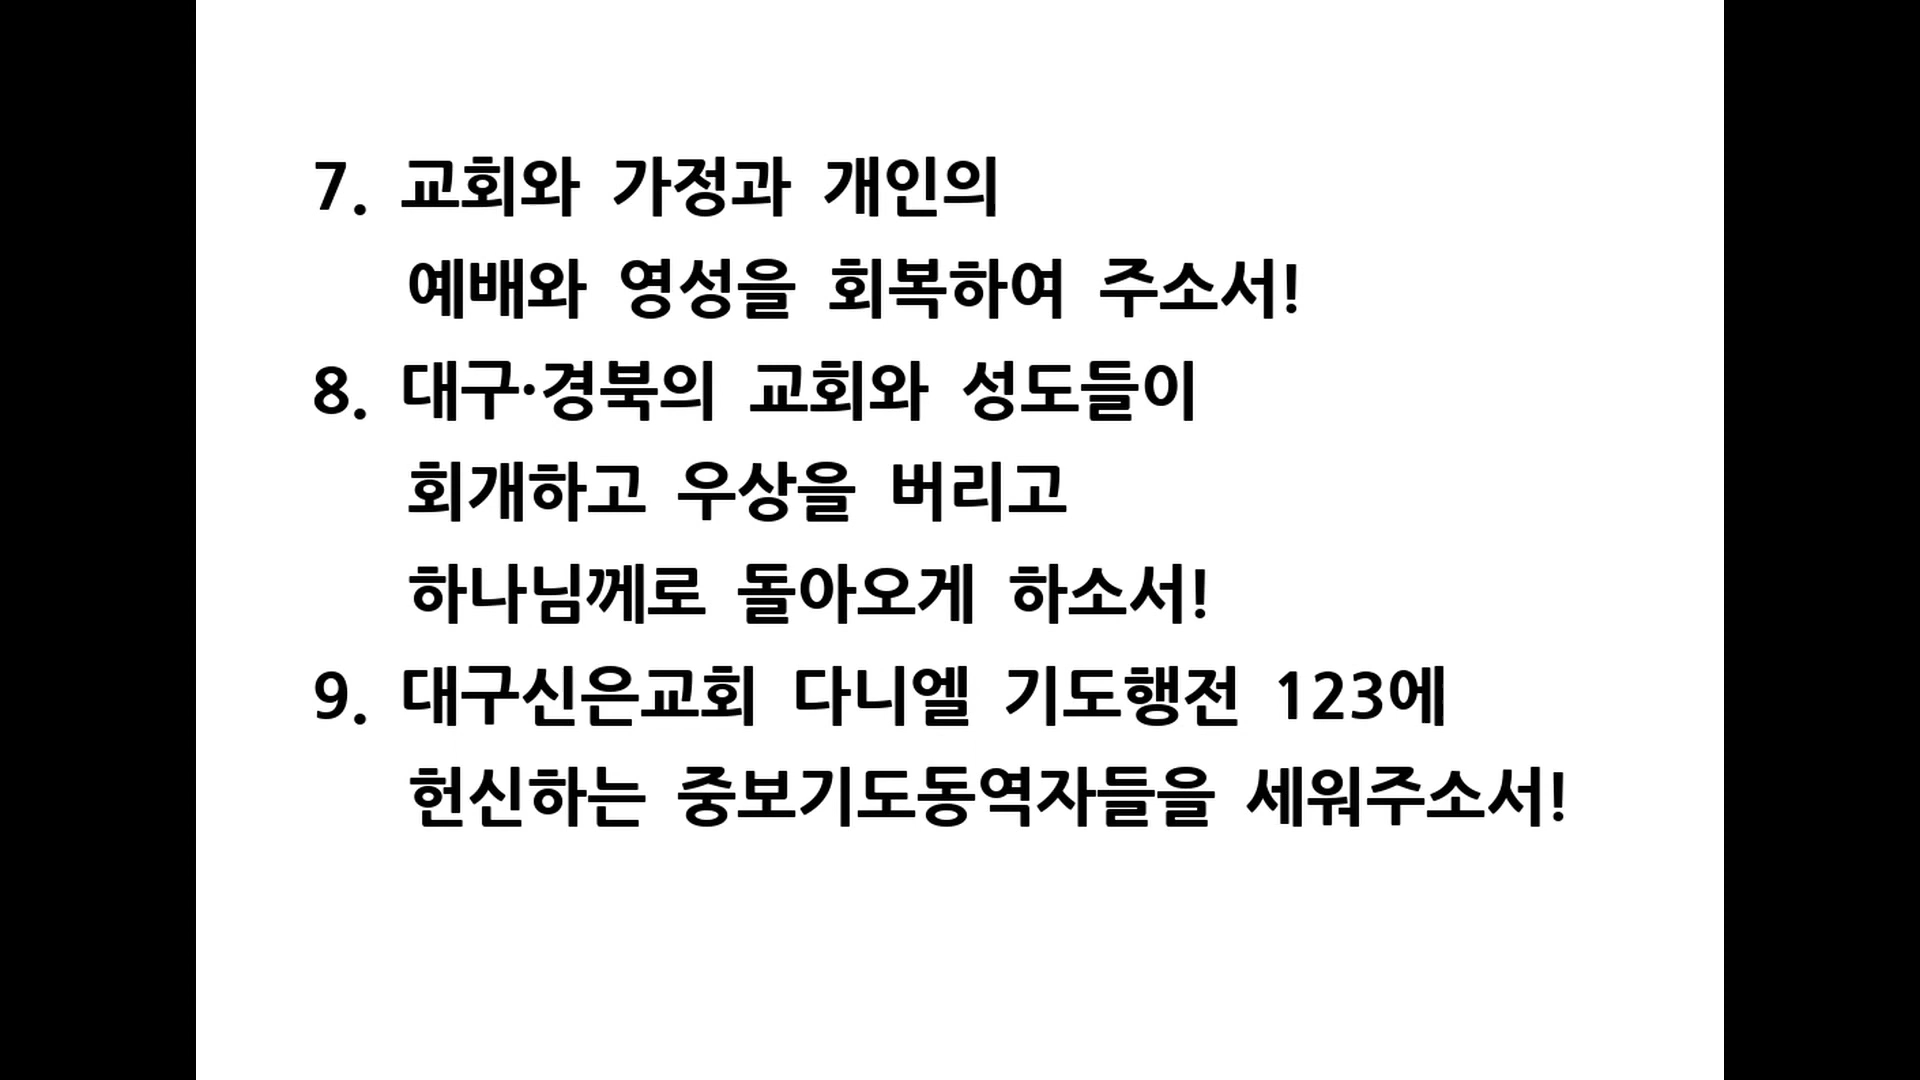 7. 교회와 가정과 개인의
예배와 영성을 회복하여 주소서!
8. 대구·경북의 교회와 성도들이
회개하고 우상을 버리고
하나님께로 돌아오게 하소서!
9. 대구신은교회 다니엘 기도행전 123에
헌신하는 중보기도동역자들을 세워주소서!